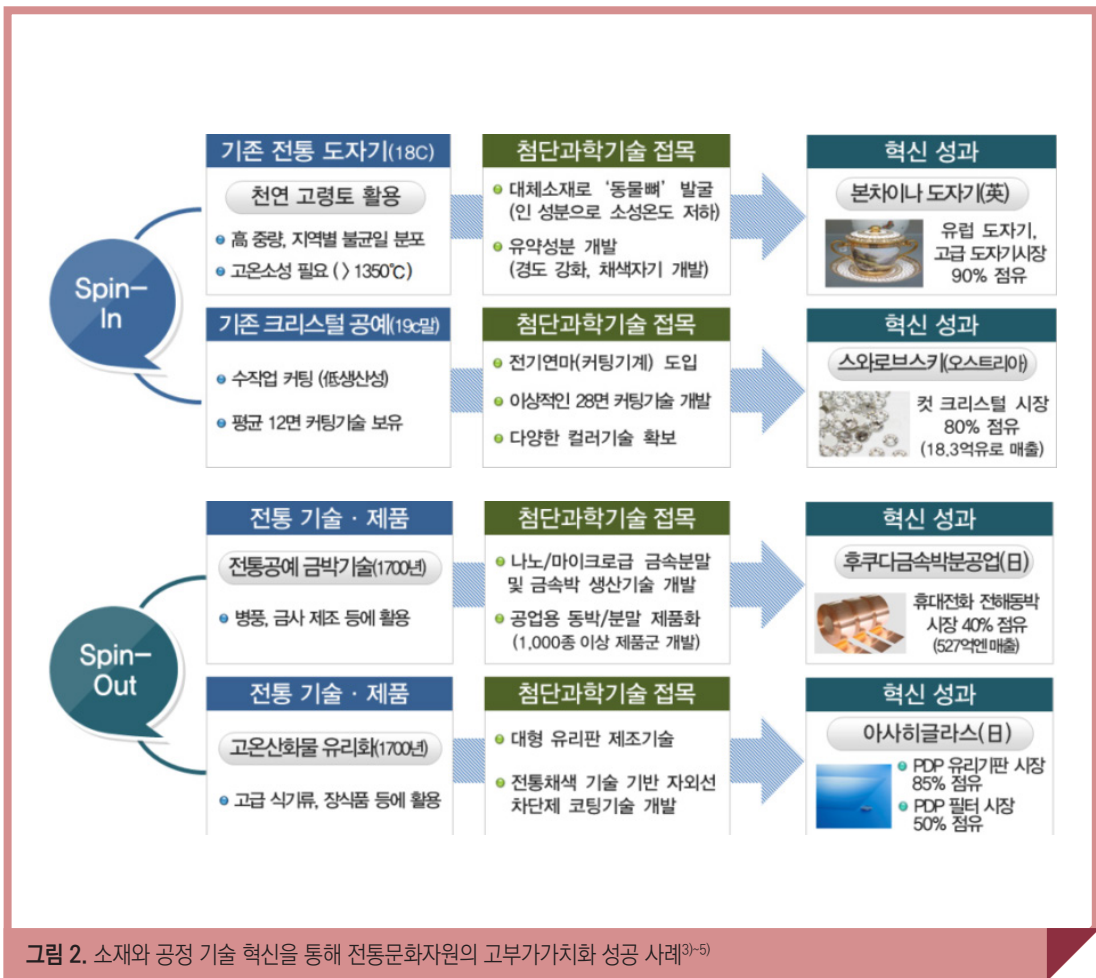 Spin-
In
기존 전통 도자기(18C)
천연 고령토 활용
高 중량, 지역별 불균일 분포
고온소성 필요 ( > 1350℃)
첨단과학기술 접목
대체소재로 ‘동물뼈’ 발굴
(인 성분으로 소성온도 저하)
유약성분 개발
(경도 강화, 채색자기 개발)
혁신 성과
본차이나 도자기(英)
유럽 도자기,
고급 도자기시장
90% 점유
기존 크리스털 공예(19c말)
수작업 커팅 (低생산성)
평균 12면 커팅기술 보유
첨단과학기술 접목
전기연마(커팅기계) 도입
이상적인 28면 커팅기술 개발
다양한 컬러기술 확보
혁신 성과
스와로브스키(오스트리아)
컷 크리스털 시장
80% 점유
(18.3억유로 매출)
Spin-
Out
전통 기술 · 제품
전통공예 금박기술(1700년)
병풍, 금사 제조 등에 활용
첨단과학기술 접목
나노/마이크로급 금속분말
및 금속박 생산기술 개발
공업용 동박/분말 제품화
(1,000종 이상 제품군 개발)
혁신 성과
후쿠다금속박분공업(日)
휴대전화 전해동박
시장 40% 점유
(527억엔 매출)
전통 기술 · 제품
고온산화물 유리화(1700년)
고급 식기류, 장식품 등에 활용
첨단과학기술 접목
대형 유리판 제조기술
전통채색 기술 기반 자외선
차단제 코팅기술 개발
혁신 성과
아사히글라스(日)
PDP 유리기판 시장
85% 점유
PDP 필터 시장
50% 점유
그림 2. 소재와 공정 기술 혁신을 통해 전통문화자원의 고부가가치화 성공 사례3)~5)